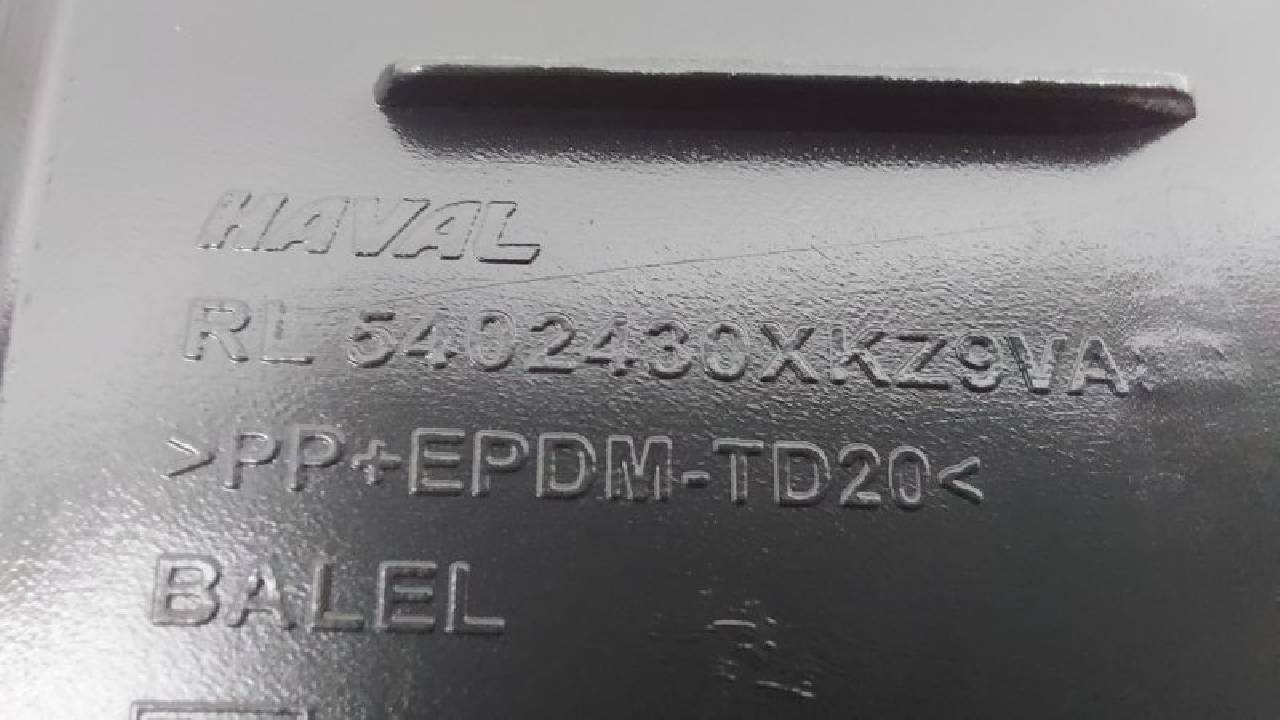 HAVAL
RL 5402430XKZ9VA
>PP+EPDM-TD20<
BALEL